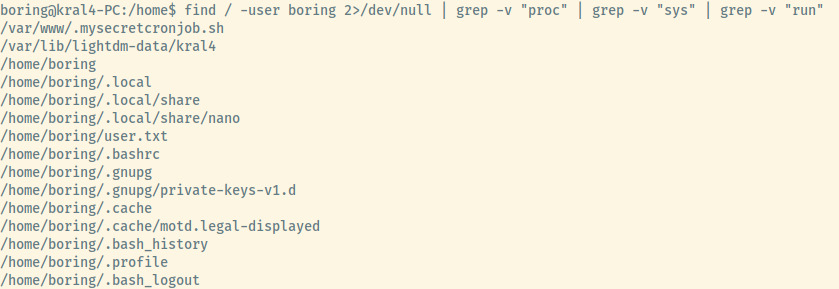 boring@kral4-PC:/home$ find / -user boring 2>/dev/null | grep -v "proc" | grep -v "sys" | grep -v "run"
/var/www/.mysecretcronjob.sh
/var/lib/lightdm-data/kral4
/home/boring
/home/boring/.local
/home/boring/.local/share
/home/boring/.local/share/nano
/home/boring/user.txt
/home/boring/.bashrc
/home/boring/.gnupg
/home/boring/.gnupg/private-keys-v1.d
/home/boring/.cache
/home/boring/.cache/motd.legal-displayed
/home/boring/.bash_history
/home/boring/.profile
/home/boring/.bash_logout